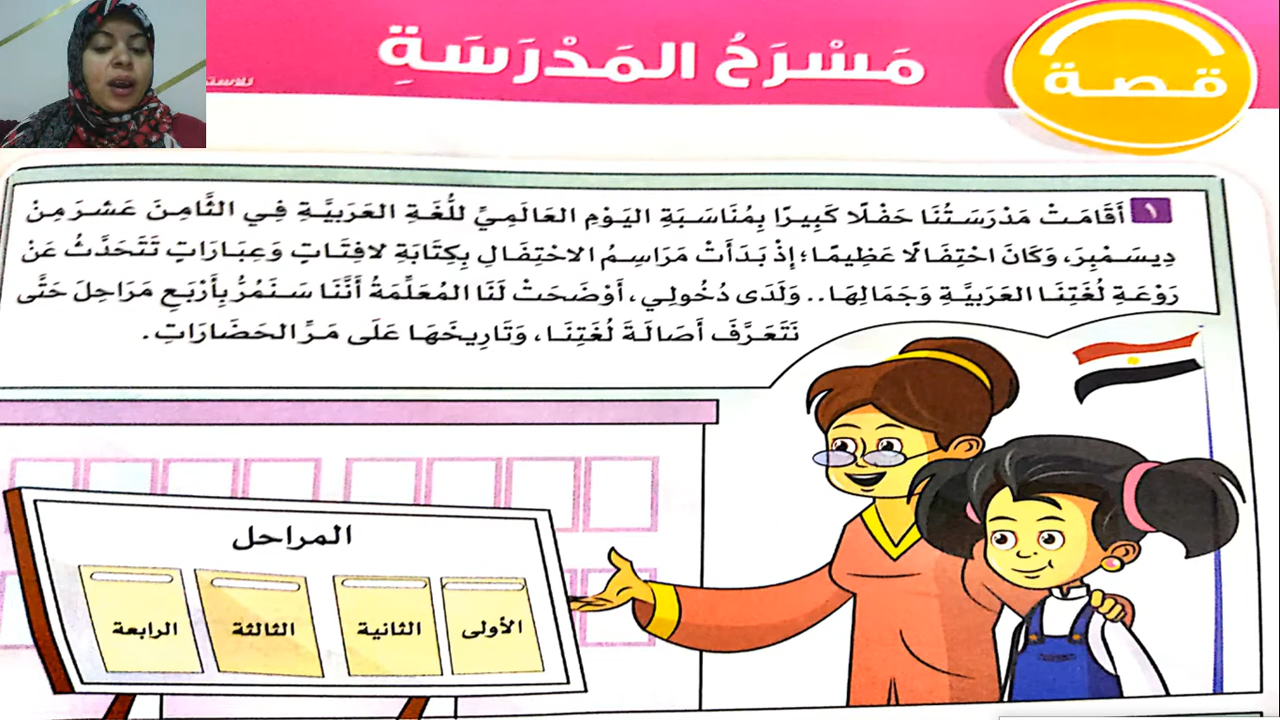 قصة
مَسْرَحُ المَدْرَسَةِ
١ أَقَامَتْ مَدْرَسَتُنَا حَفْلًا كَبِيرًا بِمُنَاسَبَةِ اليَوْمِ العَالَمِيِّ لِلُّغَةِ العَرَبِيَّةِ فِي الثَّامِنَ عَشَرَ مِنْ
دِيسَمْبِرَ، وَكَانَ احْتِفَالًا عَظِيمًا؛ إِذْ بَدَأَتْ مَرَاسِمُ الاحْتِفَالِ بِكِتَابَةِ لافِتَاتٍ وَعِبَارَاتٍ تَتَحَدَّثُ عَنْ
رَوْعَةِ لُغَتِنَا العَرَبِيَّةِ وَجَمَالِهَا.. وَلَدَى دُخُولِي، أَوْضَحَتْ لَنَا المُعَلِّمَةُ أَنَّنَا سَنَمُرُّ بِأَرْبَعِ مَرَاحِلَ حَتَّى
نَتَعَرَّفَ أَصَالَةَ لُغَتِنَا، وَتَارِيخَهَا عَلَى مَرِّ الحَضَارَاتِ.
المراحل
الأولى
الثانية
الثالثة
الرابعة